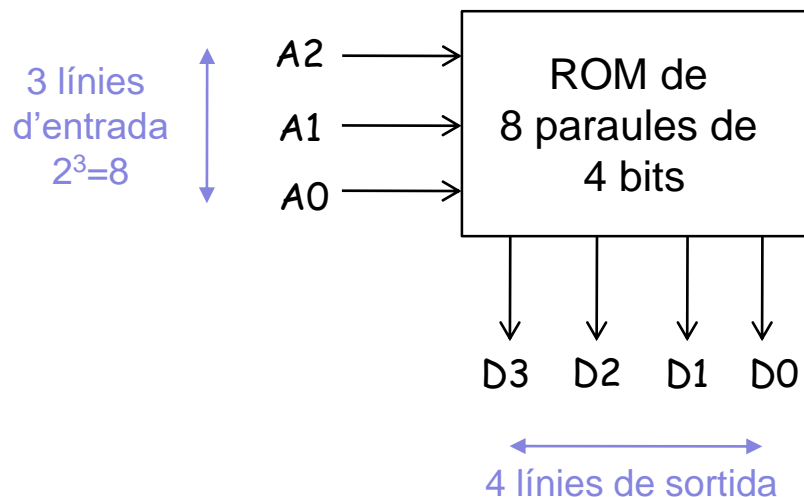 3 línies
d'entrada
2³=8
A2
A1
A0
ROM de
8 paraules de
4 bits
D3 D2 D1 D0
4 línies de sortida